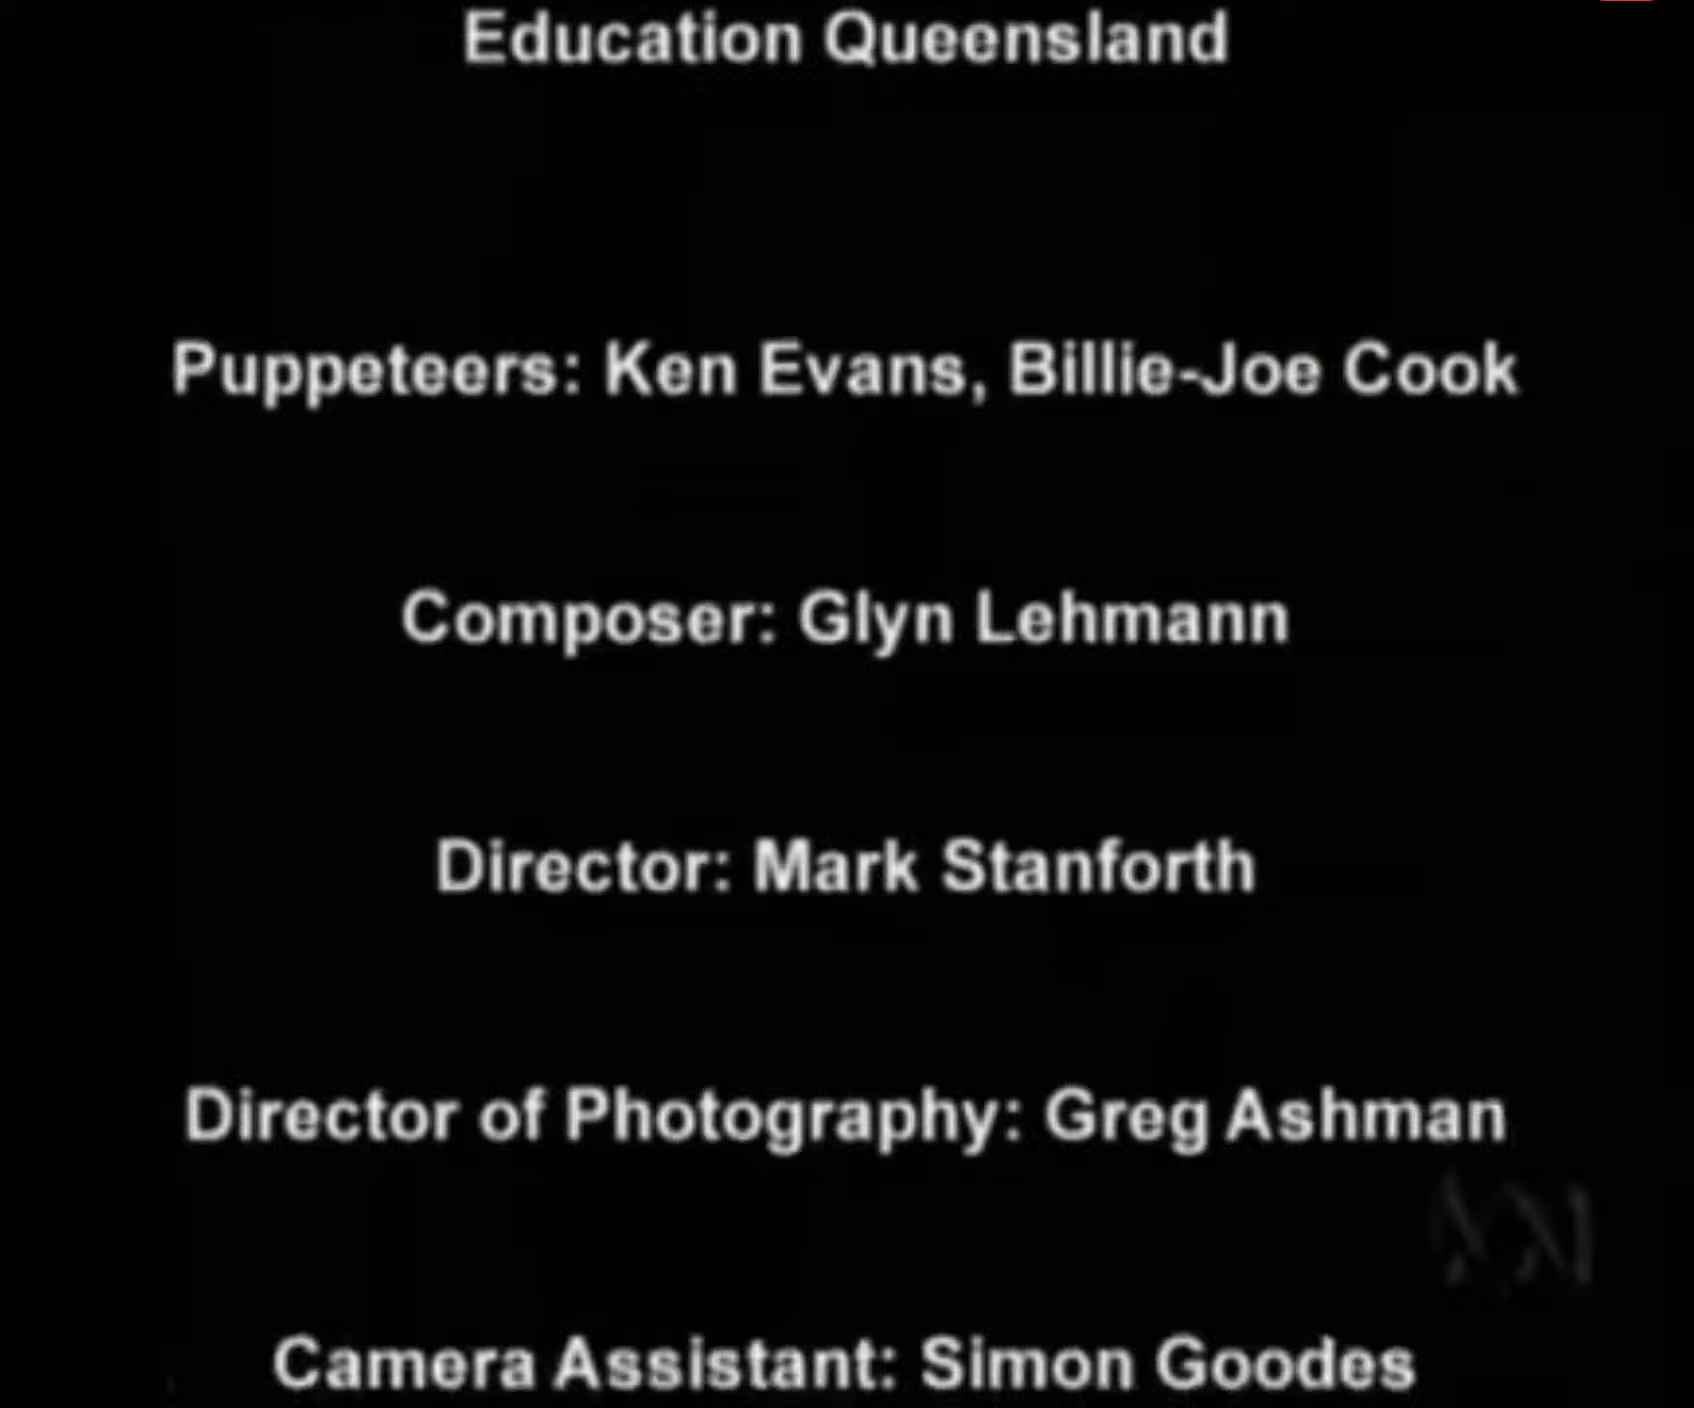 Education Queensland
Puppeteers: Ken Evans, Billie-Joe Cook
Composer: Glyn Lehmann
Director: Mark Stanforth
Director of Photography: Greg Ashman
Camera Assistant: Simon Goodes